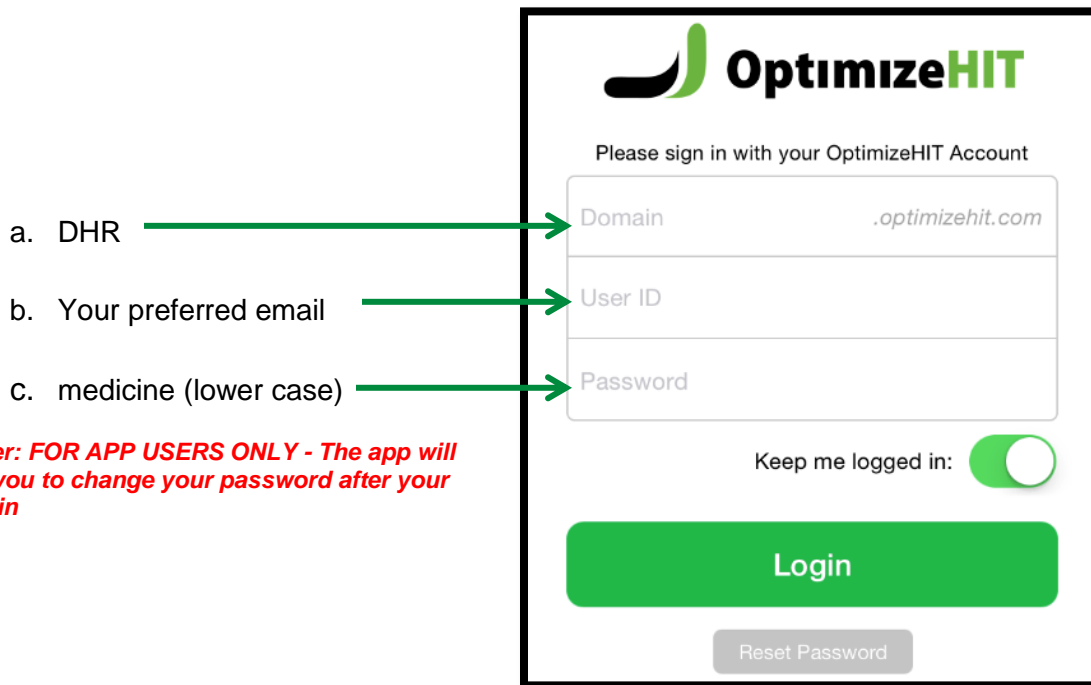 OptimizeHIT
Please sign in with your OptimizeHIT Account
a. DHR
Domain .optimizehit.com
b. Your preferred email
User ID
c. medicine (lower case)
Password
er: FOR APP USERS ONLY - The app will
you to change your password after your
in
Keep me logged in:
Login
Reset Password